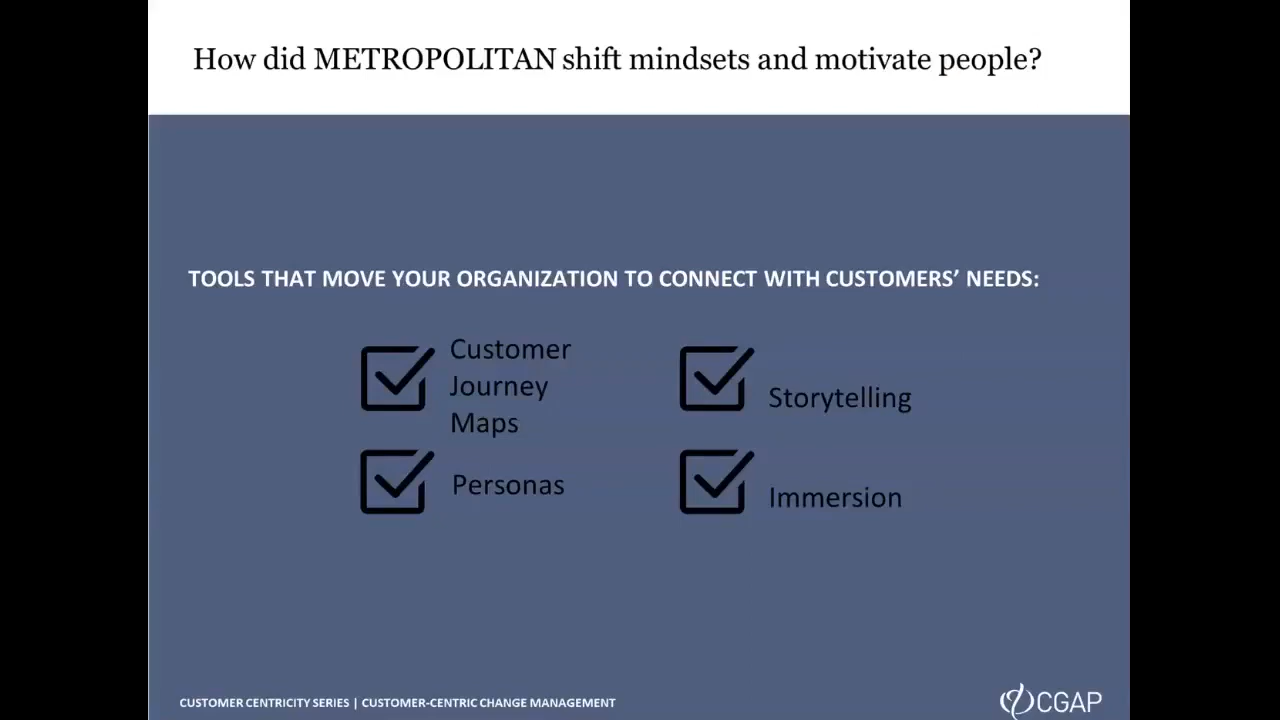 How did METROPOLITAN shift mindsets and motivate people?
TOOLS THAT MOVE YOUR ORGANIZATION TO CONNECT WITH CUSTOMERS’ NEEDS:
Customer
Journey
Maps
Storytelling
Personas
Immersion
CUSTOMER CENTRICITY SERIES | CUSTOMER-CENTRIC CHANGE MANAGEMENT
CGAP